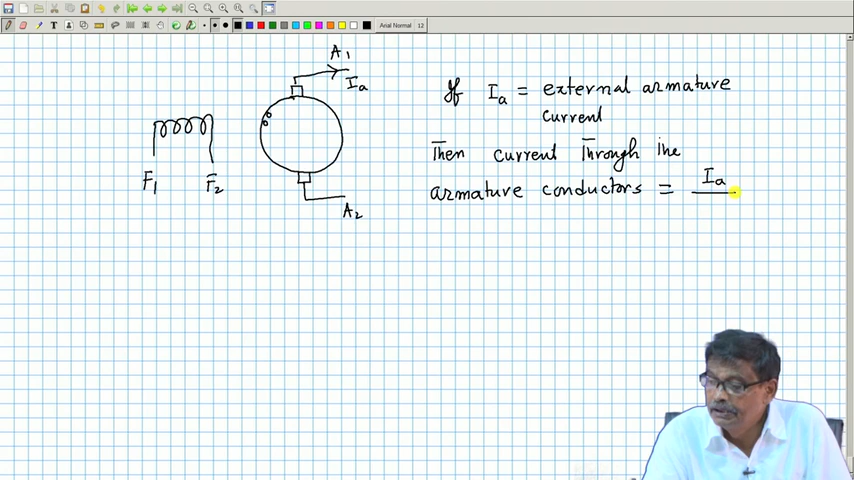 Arial Normal 12
A1
Ia
F1
F2
A2
If Ia = external armature
current
Then current Through the
armature conductors = Ia